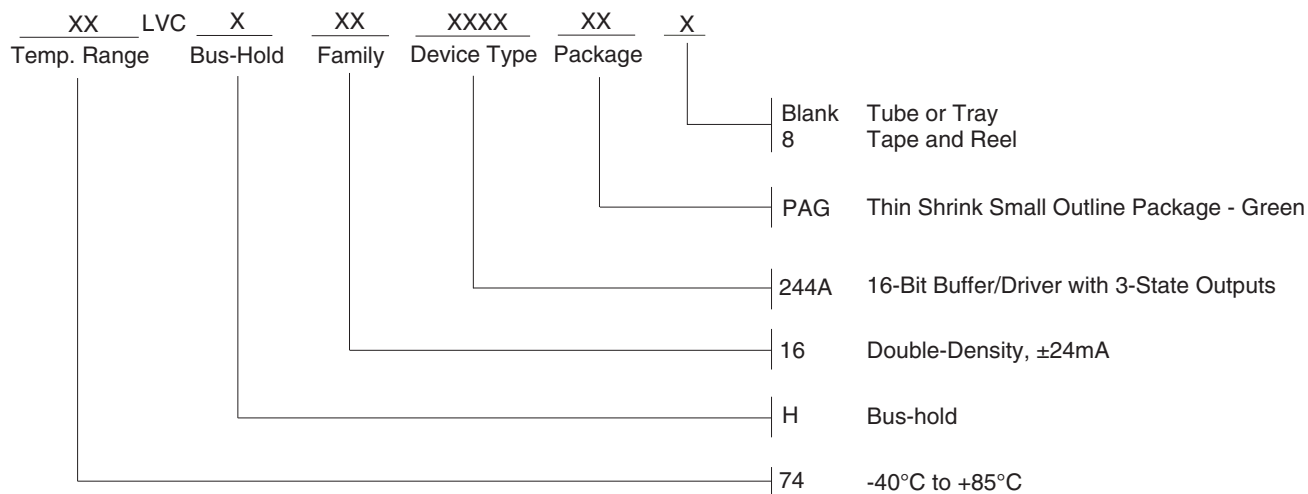 XX LVC X XX XXXX XX X
Temp. Range Bus-Hold Family Device Type Package
Blank Tube or Tray
8 Tape and Reel
PAG Thin Shrink Small Outline Package - Green
244A 16-Bit Buffer/Driver with 3-State Outputs
16 Double-Density, ±24mA
H Bus-hold
74 -40°C to +85°C